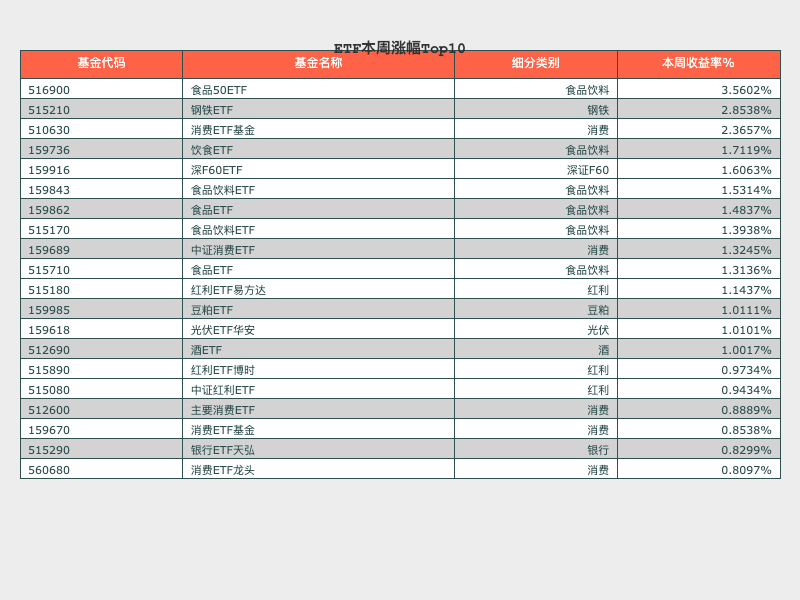 ETF本周涨幅Top10
基金代码 基金名称 细分类别 本周收益率%
516900 食品50ETF 食品饮料 3.5602%
515210 钢铁ETF 钢铁 2.8538%
510630 消费ETF基金 消费 2.3657%
159736 饮食ETF 食品饮料 1.7119%
159916 深F60ETF 深证F60 1.6063%
159843 食品饮料ETF 食品饮料 1.5314%
159862 食品ETF 食品饮料 1.4837%
515170 食品饮料ETF 食品饮料 1.3938%
159689 中证消费ETF 消费 1.3245%
515710 食品ETF 食品饮料 1.3136%
515180 红利ETF易方达 红利 1.1437%
159985 豆粕ETF 豆粕 1.0111%
159618 光伏ETF华安 光伏 1.0101%
512690 酒ETF 酒 1.0017%
515890 红利ETF博时 红利 0.9734%
515080 中证红利ETF 红利 0.9434%
512600 主要消费ETF 消费 0.8889%
159670 消费ETF基金 消费 0.8538%
515290 银行ETF天弘 银行 0.8299%
560680 消费ETF龙头 消费 0.8097%